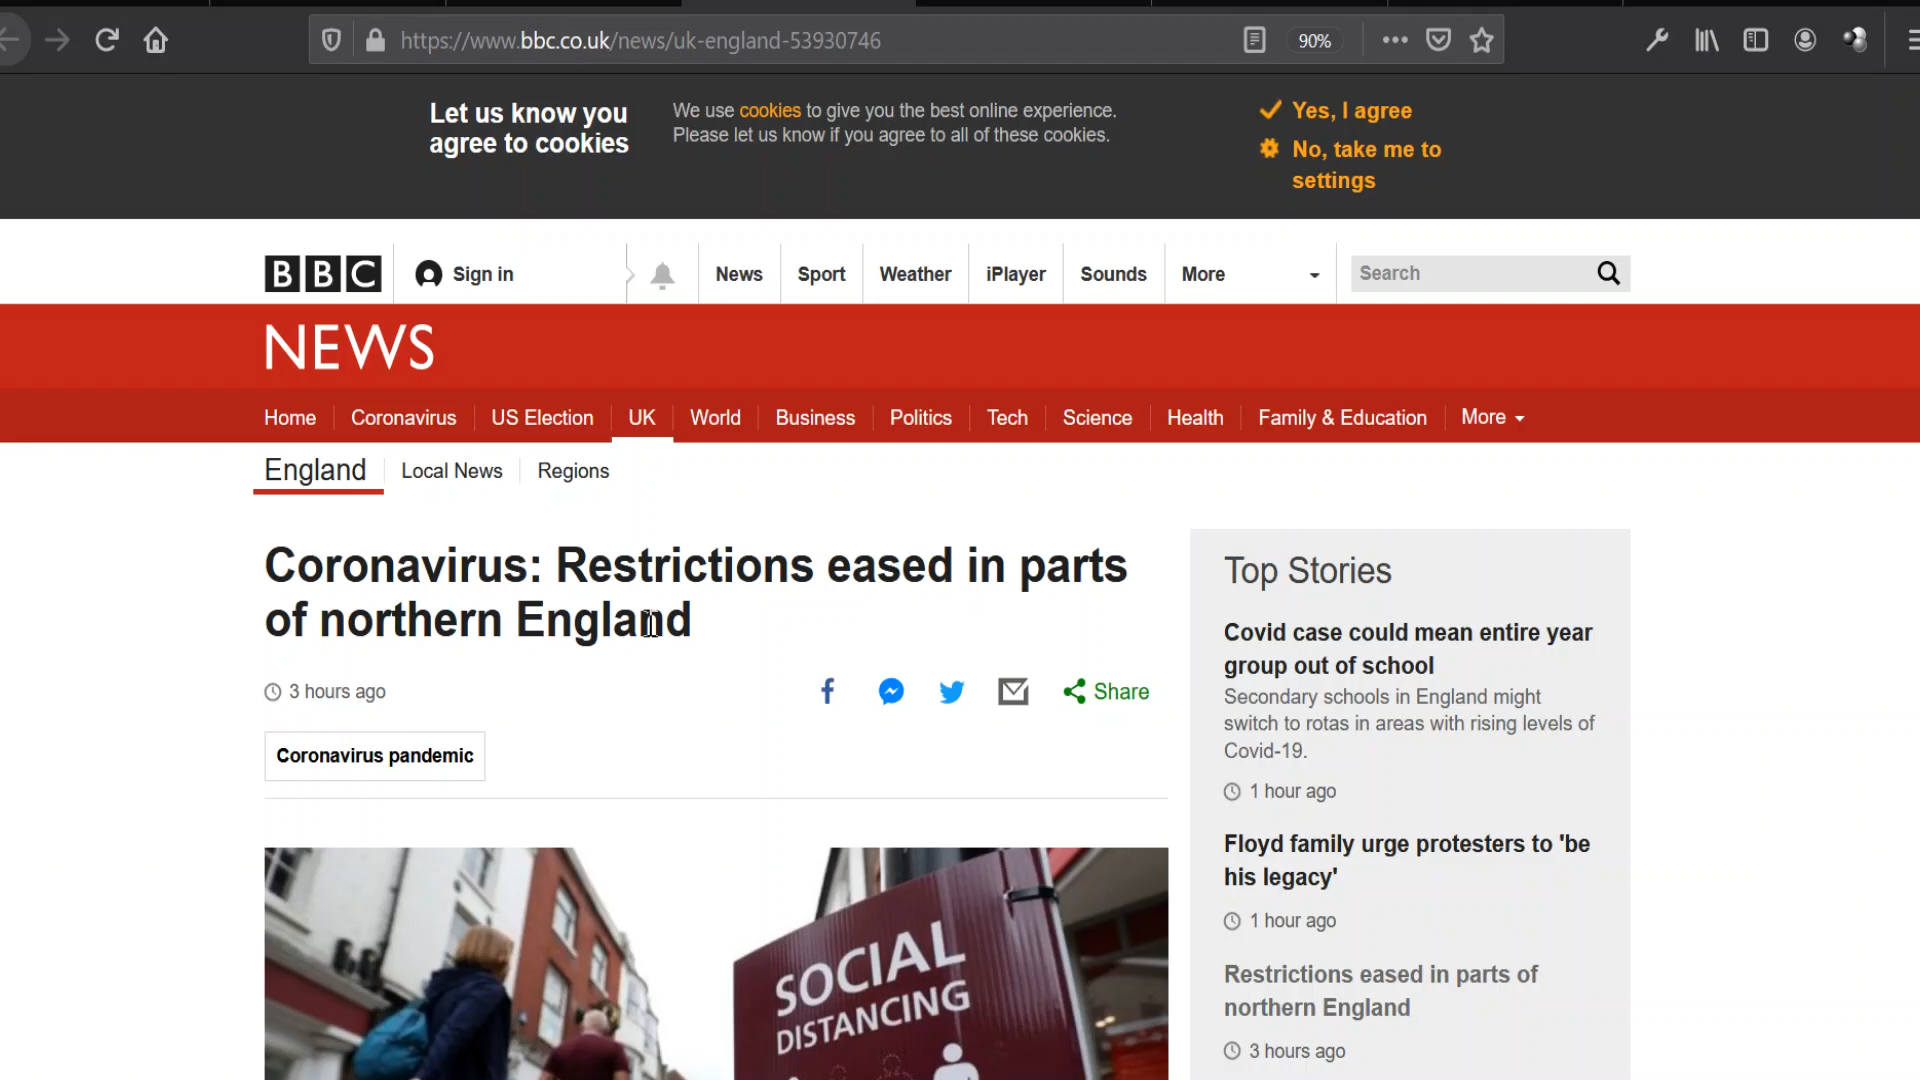 https://www.bbc.co.uk/news/uk-england-53930746
90%
Let us know you
agree to cookies
We use cookies to give you the best online experience.
Please let us know if you agree to all of these cookies.
Yes, I agree
No, take me to
settings
BBC
Sign in
News
Sport
Weather
iPlayer
Sounds
More
Search
NEWS
Home
Coronavirus
US Election
UK
World
Business
Politics
Tech
Science
Health
Family & Education
More
England
Local News
Regions
Coronavirus: Restrictions eased in parts
of northern England
3 hours ago
Share
Coronavirus pandemic
SOCIAL
DISTANCING
Top Stories
Covid case could mean entire year
group out of school
Secondary schools in England might
switch to rotas in areas with rising levels of
Covid-19.
1 hour ago
Floyd family urge protesters to 'be
his legacy'
1 hour ago
Restrictions eased in parts of
northern England
3 hours ago